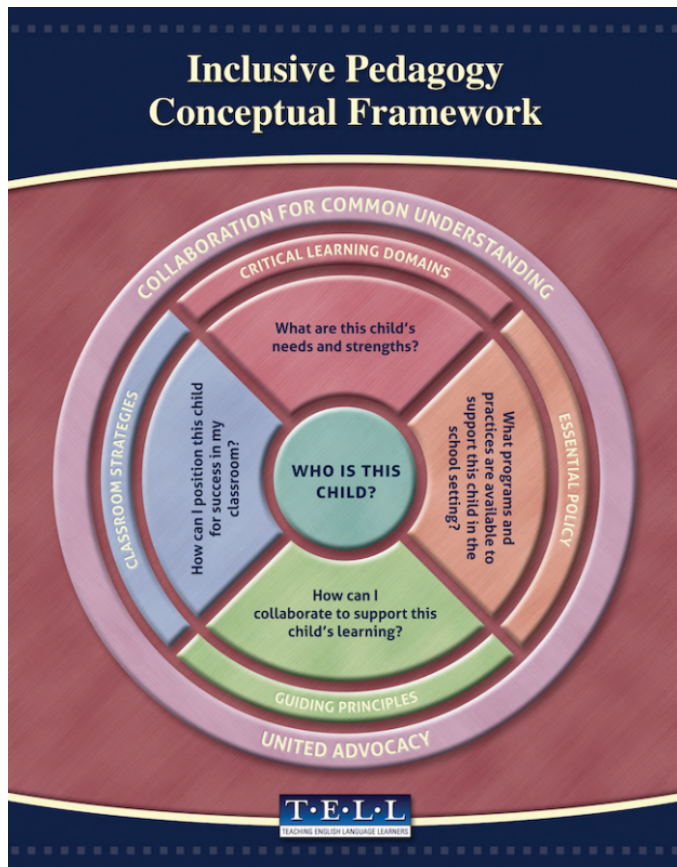 Inclusive Pedagogy
Conceptual Framework
COLLABORATION FOR COMMON UNDERSTANDING
CRITICAL LEARNING DOMAINS
What are this child's
needs and strengths?
CLASSROOM STRATEGIES
How can I position this child
for success in my
classroom?
WHO IS THIS
CHILD?
What programs and
practices are available to
support this child in the
school setting?
ESSENTIAL POLICY
How can I
collaborate to support this
child's learning?
GUIDING PRINCIPLES
UNITED ADVOCACY
T·E·L·L
TEACHING ENGLISH LANGUAGE LEARNERS